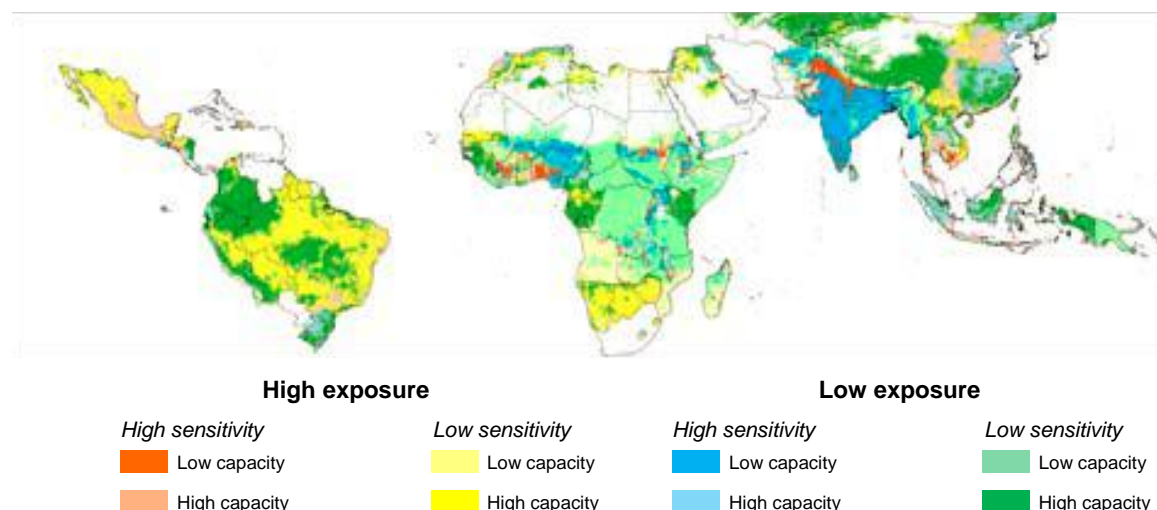 High exposure Low exposure
High sensitivity Low sensitivity High sensitivity Low sensitivity
Low capacity Low capacity Low capacity Low capacity
High capacity High capacity High capacity High capacity